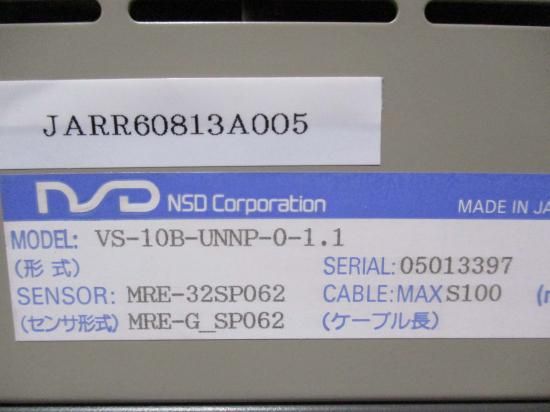 JARR60813A005
NSD NSD Corporation MADE IN JA
MODEL: VS-10B-UNNP-0-1.1
(形式) SERIAL:05013397
SENSOR: MRE-32SP062 CABLE:MAX S100 (m
(センサ形式) MRE-G_SP062 (ケーブル長)